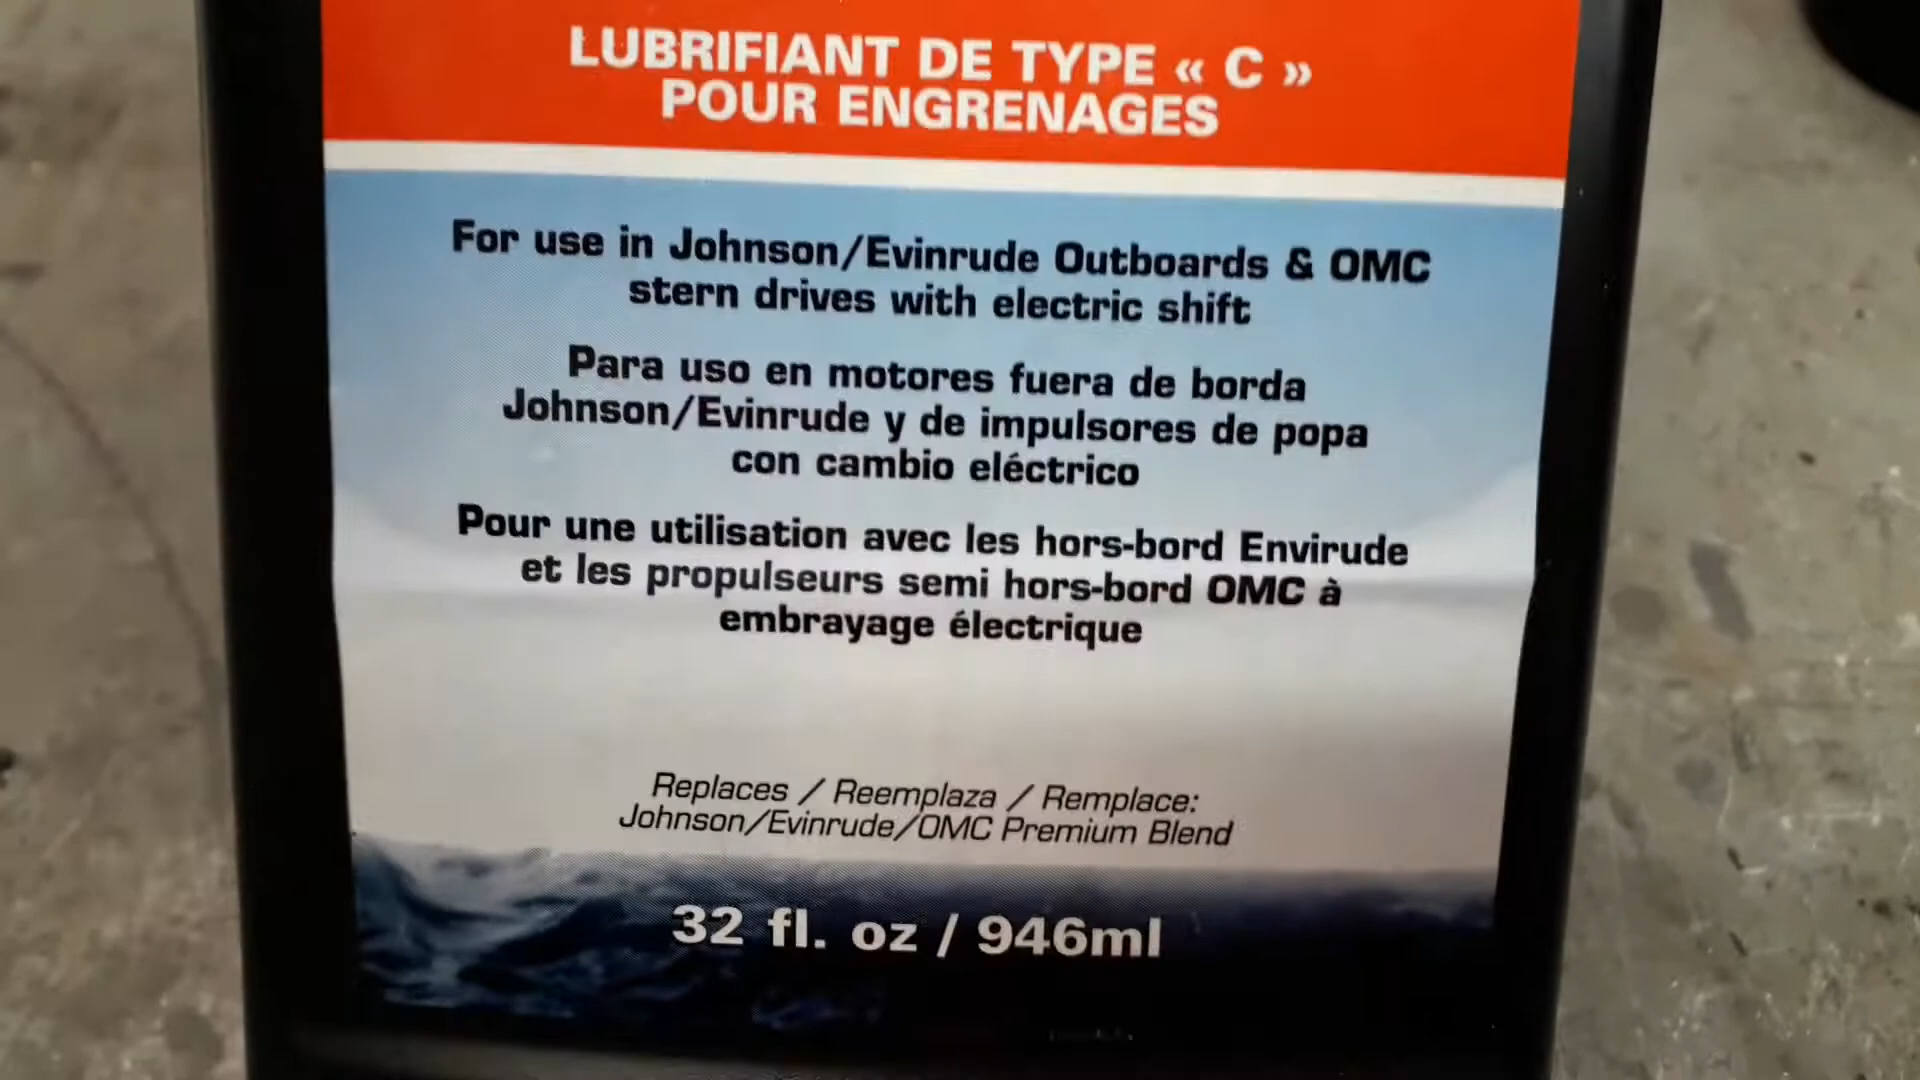 LUBRIFIANT DE TYPE « C »
POUR ENGRENAGES
For use in Johnson/Evinrude Outboards & OMC
stern drives with electric shift
Para uso en motores fuera de borda
Johnson/Evinrude y de impulsores de popa
con cambio eléctrico
Pour une utilisation avec les hors-bord Envirude
et les propulseurs semi hors-bord OMC à
embrayage électrique
Replaces / Reemplaza / Remplace:
Johnson/Evinrude/OMC Premium Blend
32 fl. oz / 946ml